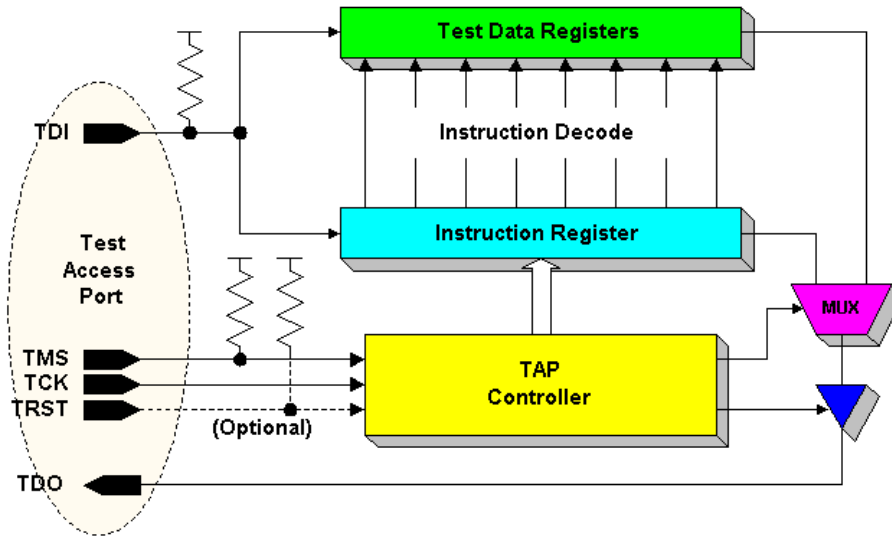 Test Data Registers
TDI
Instruction Decode
Test
Access
Port
Instruction Register
MUX
TMS
TCK
TRST
(Optional)
TAP
Controller
TDO